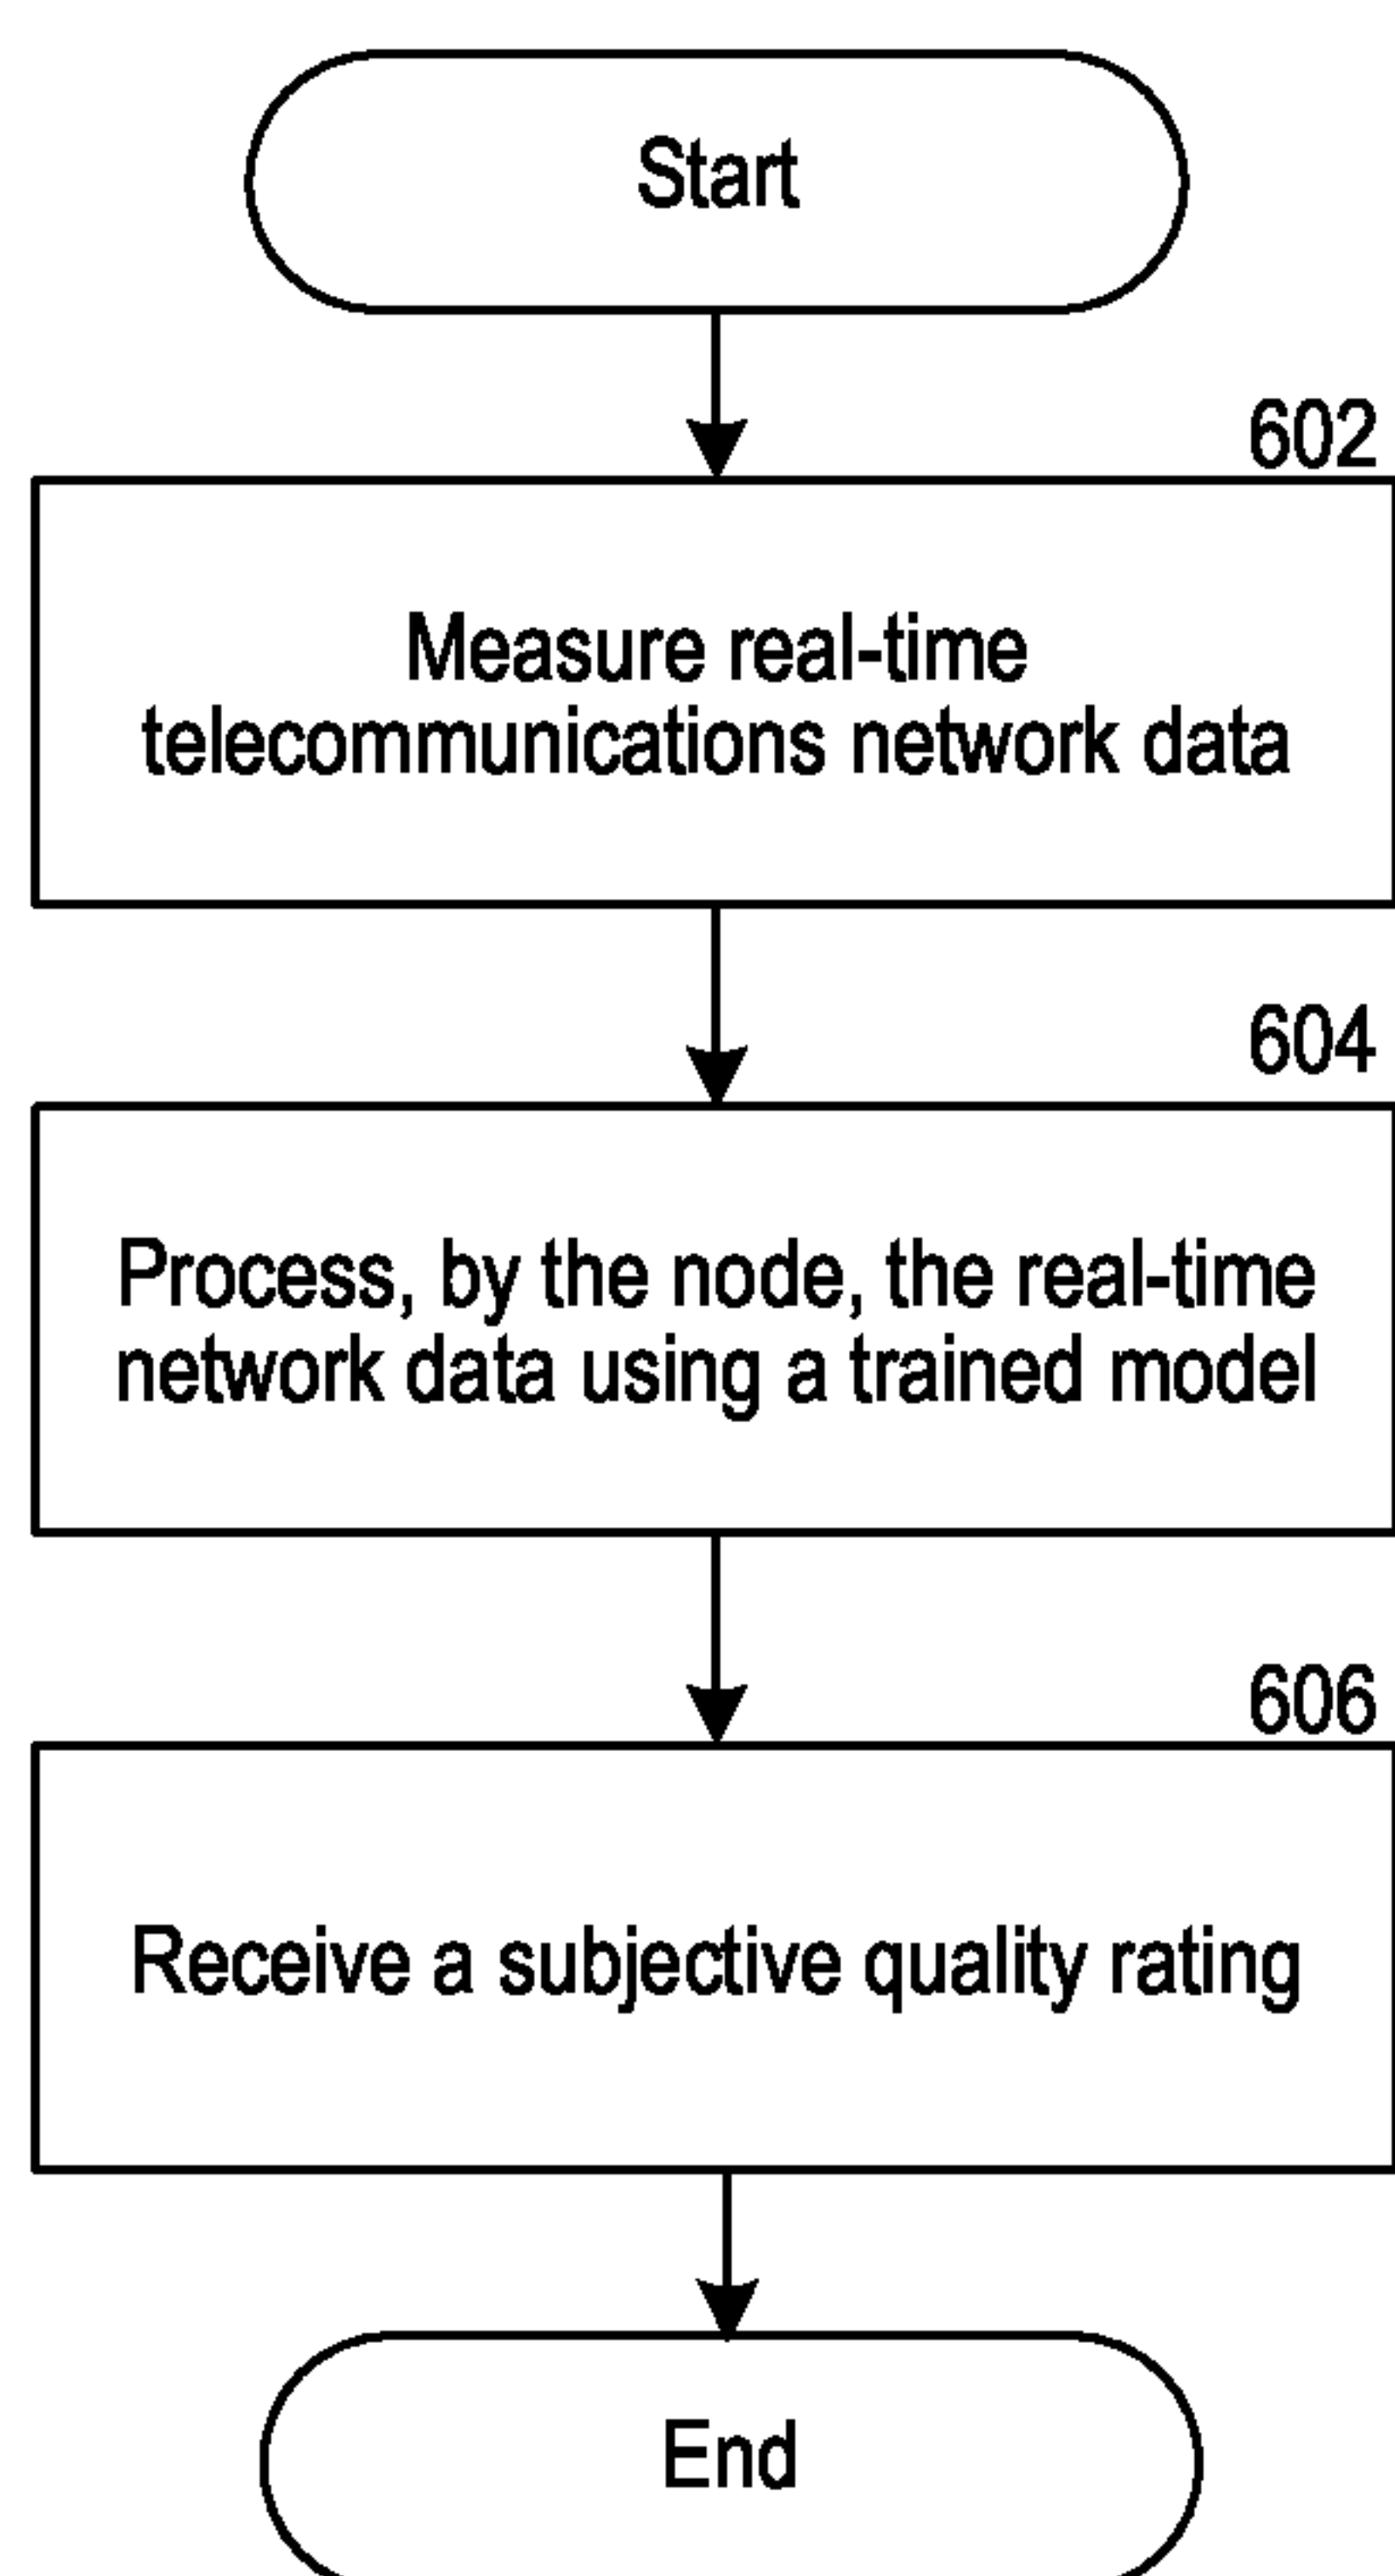 Start
602
Measure real-time
telecommunications network data
604
Process, by the node, the real-time
network data using a trained model
606
Receive a subjective quality rating
End